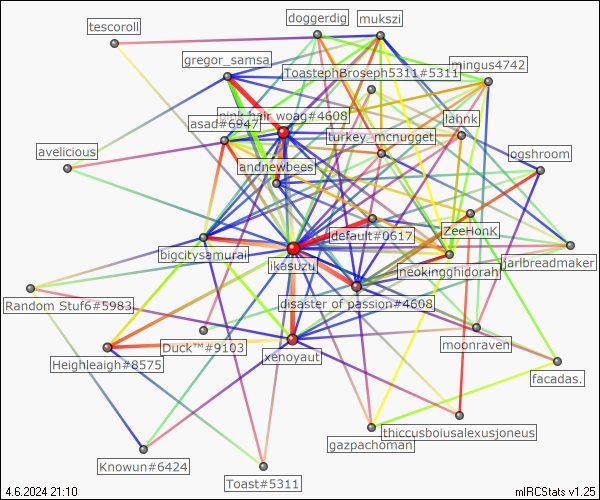 doggerdig
mukszi
tescoroll
gregor_samsa
mingus4742
ToastephBroseph5311#5311
pink hair woag#4608
lahnk
asad#6947
turkey_mcnugget
avelicious
andnewbees
ogshroom
default#0617
ZeeHonK
bigcitysamurai
ikasuzu
neokingghidorah
jarlbreadmaker
Random Stuf6#5983
disaster of passion#4608
Duck™#9103
moonraven
xenoyaut
Heighleaigh#8575
facadas.
thiccusboiusalexusjoneus
gazpachoman
Knowun#6424
Toast#5311
4.6.2024 21:10
mIRCStats v1.25